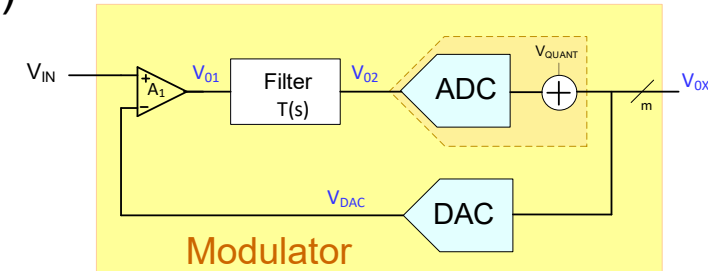 )
V_QUANT
V_IN
+
A_1
−
V_01
Filter
T(s)
V_02
ADC
+
V_0X
m
V_DAC
DAC
Modulator